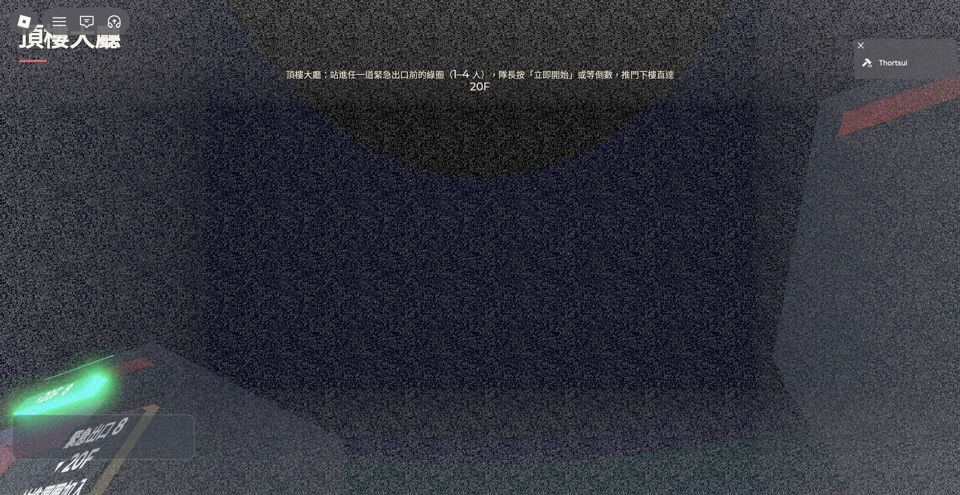 頂樓大廳
頂樓大廳：站進任一道緊急出口前的綠圈（1–4 人），隊長按「立即開始」或等倒數，推門下樓直達
20F
Thortsui
緊急出口 8
▼ 20F